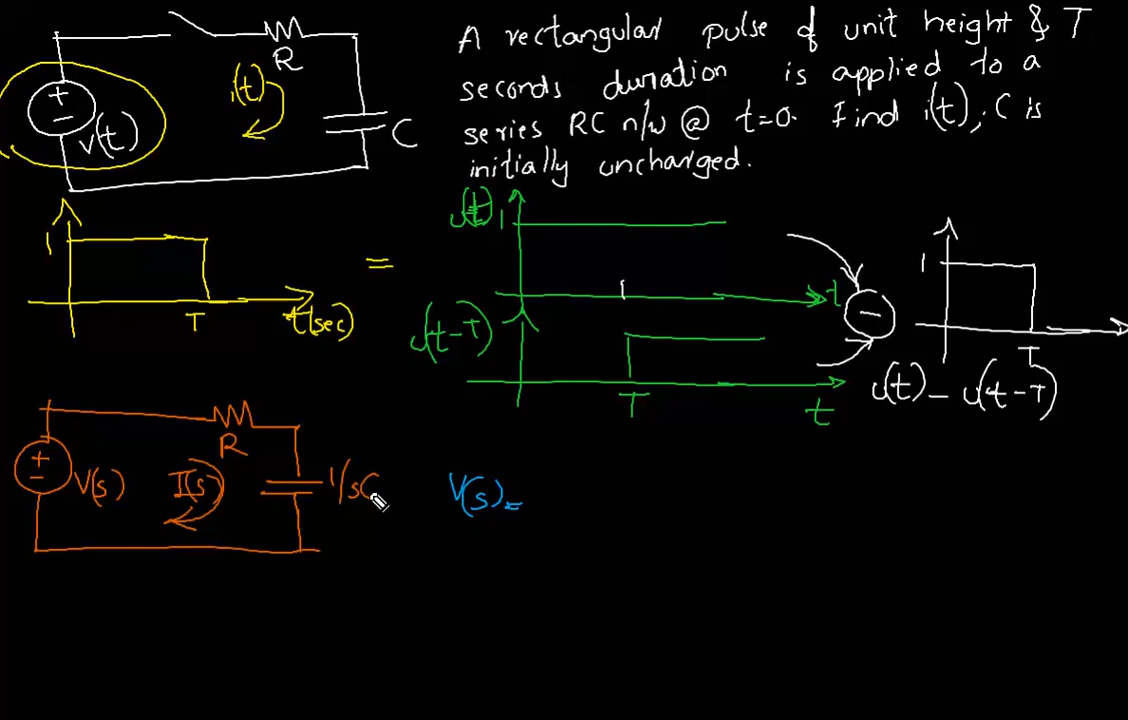 A rectangular pulse of unit height & T
seconds duration is applied to a
series RC n/w @ t=0. Find i(t), C is
initially uncharged.
R
i(t)
+
−
v(t)
C
1
T
t(sec)
=
u(t)
1
t
u(t-T)
T
t
−
1
T
u(t) − u(t-T)
R
+
−
V(s)
I(s)
1/sC
V(s)=